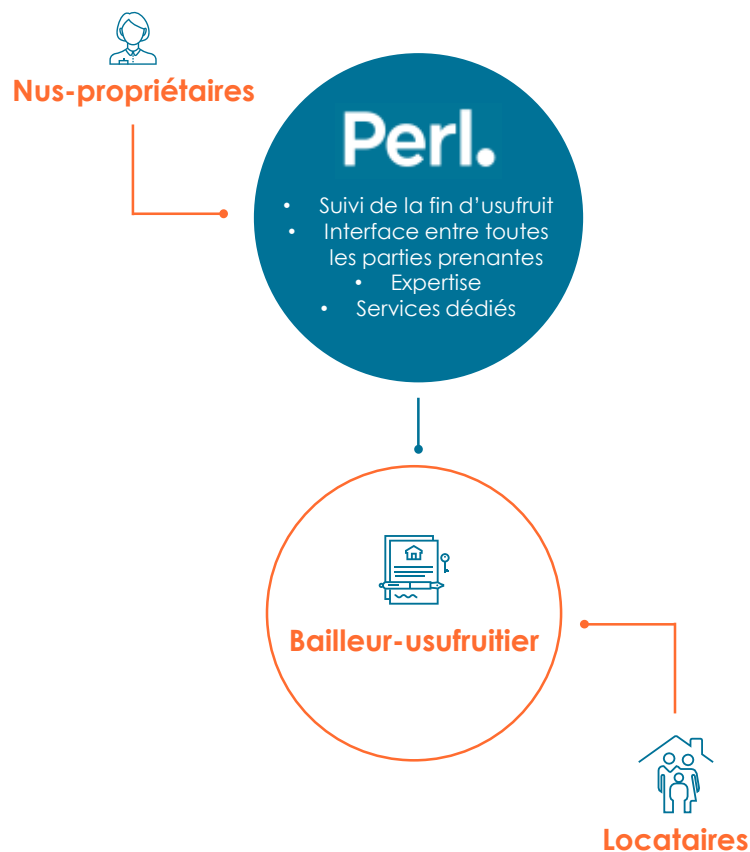 Nus-propriétaires
Perl.
• Suivi de la fin d’usufruit
• Interface entre toutes
les parties prenantes
• Expertise
• Services dédiés
Bailleur-usufruitier
Locataires